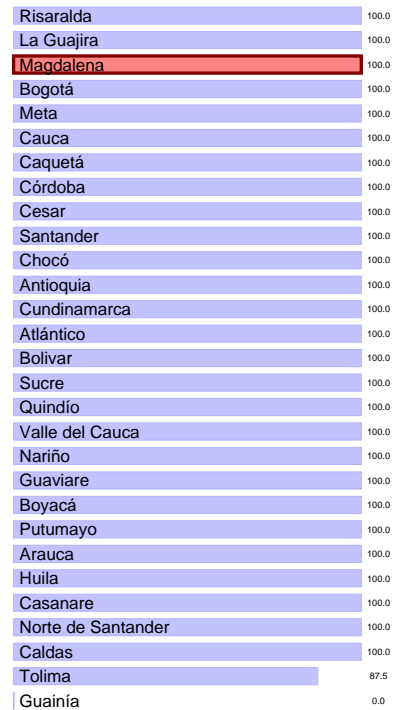 Risaralda 100.0
La Guajira 100.0
Magdalena 100.0
Bogotá 100.0
Meta 100.0
Cauca 100.0
Caquetá 100.0
Córdoba 100.0
Cesar 100.0
Santander 100.0
Chocó 100.0
Antioquia 100.0
Cundinamarca 100.0
Atlántico 100.0
Bolivar 100.0
Sucre 100.0
Quindío 100.0
Valle del Cauca 100.0
Nariño 100.0
Guaviare 100.0
Boyacá 100.0
Putumayo 100.0
Arauca 100.0
Huila 100.0
Casanare 100.0
Norte de Santander 100.0
Caldas 100.0
Tolima 87.5
Guainía 0.0